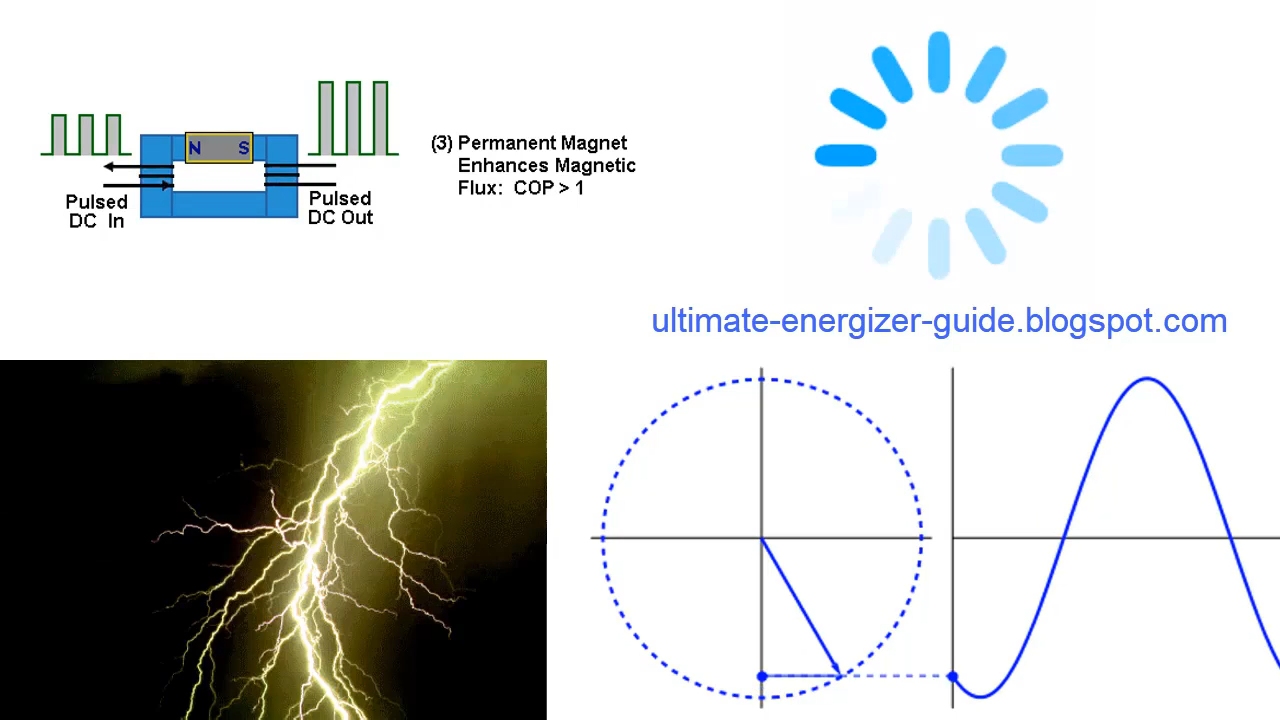 N S
(3) Permanent Magnet
Enhances Magnetic
Flux: COP > 1
Pulsed
DC In
Pulsed
DC Out
ultimate-energizer-guide.blogspot.com